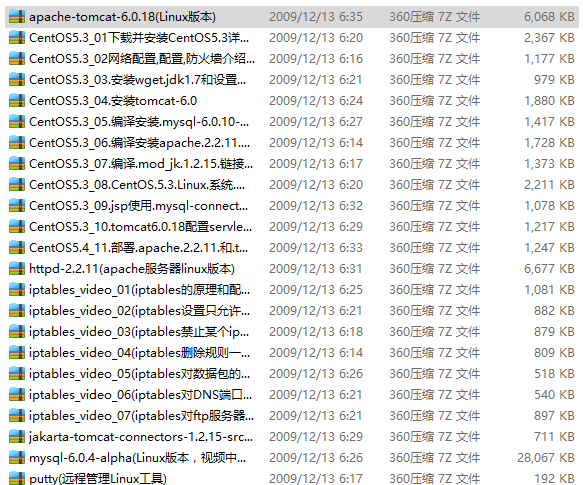 apache-tomcat-6.0.18(Linux版本) 2009/12/13 6:35 360压缩 7Z 文件 6,068 KB
CentOS5.3_01下载并安装CentOS5.3详... 2009/12/13 6:20 360压缩 7Z 文件 2,367 KB
CentOS5.3_02网络配置,配置,防火墙介绍... 2009/12/13 6:16 360压缩 7Z 文件 1,177 KB
CentOS5.3_03.安装wget.jdk1.7和设置... 2009/12/13 6:21 360压缩 7Z 文件 979 KB
CentOS5.3_04.安装tomcat-6.0 2009/12/13 6:24 360压缩 7Z 文件 1,880 KB
CentOS5.3_05.编译安装.mysql-6.0.10-... 2009/12/13 6:27 360压缩 7Z 文件 1,417 KB
CentOS5.3_06.编译安装apache.2.2.11.... 2009/12/13 6:14 360压缩 7Z 文件 1,728 KB
CentOS5.3_07.编译.mod_jk.1.2.15.链接... 2009/12/13 6:17 360压缩 7Z 文件 1,373 KB
CentOS5.3_08.CentOS.5.3.Linux.系统.... 2009/12/13 6:20 360压缩 7Z 文件 2,211 KB
CentOS5.3_09.jsp使用.mysql-connect... 2009/12/13 6:32 360压缩 7Z 文件 1,078 KB
CentOS5.3_10.tomcat6.0.18配置servle... 2009/12/13 6:29 360压缩 7Z 文件 1,217 KB
CentOS5.4_11.部署.apache.2.2.11.和.t... 2009/12/13 6:33 360压缩 7Z 文件 1,247 KB
httpd-2.2.11(apache服务器linux版本) 2009/12/13 6:31 360压缩 7Z 文件 6,677 KB
iptables_video_01(iptables的原理和配... 2009/12/13 6:25 360压缩 7Z 文件 1,081 KB
iptables_video_02(iptables设置只允许... 2009/12/13 6:21 360压缩 7Z 文件 882 KB
iptables_video_03(iptables禁止某个ip... 2009/12/13 6:18 360压缩 7Z 文件 879 KB
iptables_video_04(iptables删除规则一... 2009/12/13 6:14 360压缩 7Z 文件 809 KB
iptables_video_05(iptables对数据包的... 2009/12/13 6:26 360压缩 7Z 文件 518 KB
iptables_video_06(iptables对DNS端口... 2009/12/13 6:21 360压缩 7Z 文件 540 KB
iptables_video_07(iptables对ftp服务器... 2009/12/13 6:21 360压缩 7Z 文件 897 KB
jakarta-tomcat-connectors-1.2.15-src... 2009/12/13 6:29 360压缩 7Z 文件 711 KB
mysql-6.0.4-alpha(Linux版本，视频中... 2009/12/13 6:26 360压缩 7Z 文件 28,067 KB
putty(远程管理Linux工具) 2009/12/13 6:17 360压缩 7Z 文件 192 KB